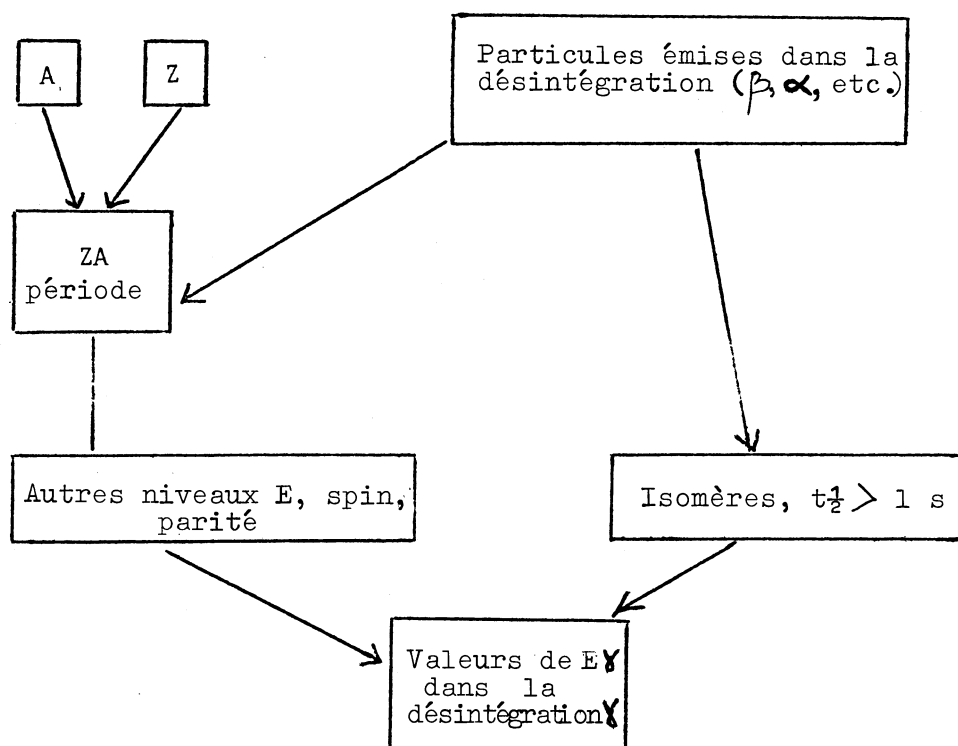 A
Z
Particules émises dans la
désintégration (β, α, etc.)
ZA
période
Autres niveaux E, spin,
parité
Isomères, t½ > 1 s
Valeurs de Eγ
dans la
désintégration γ